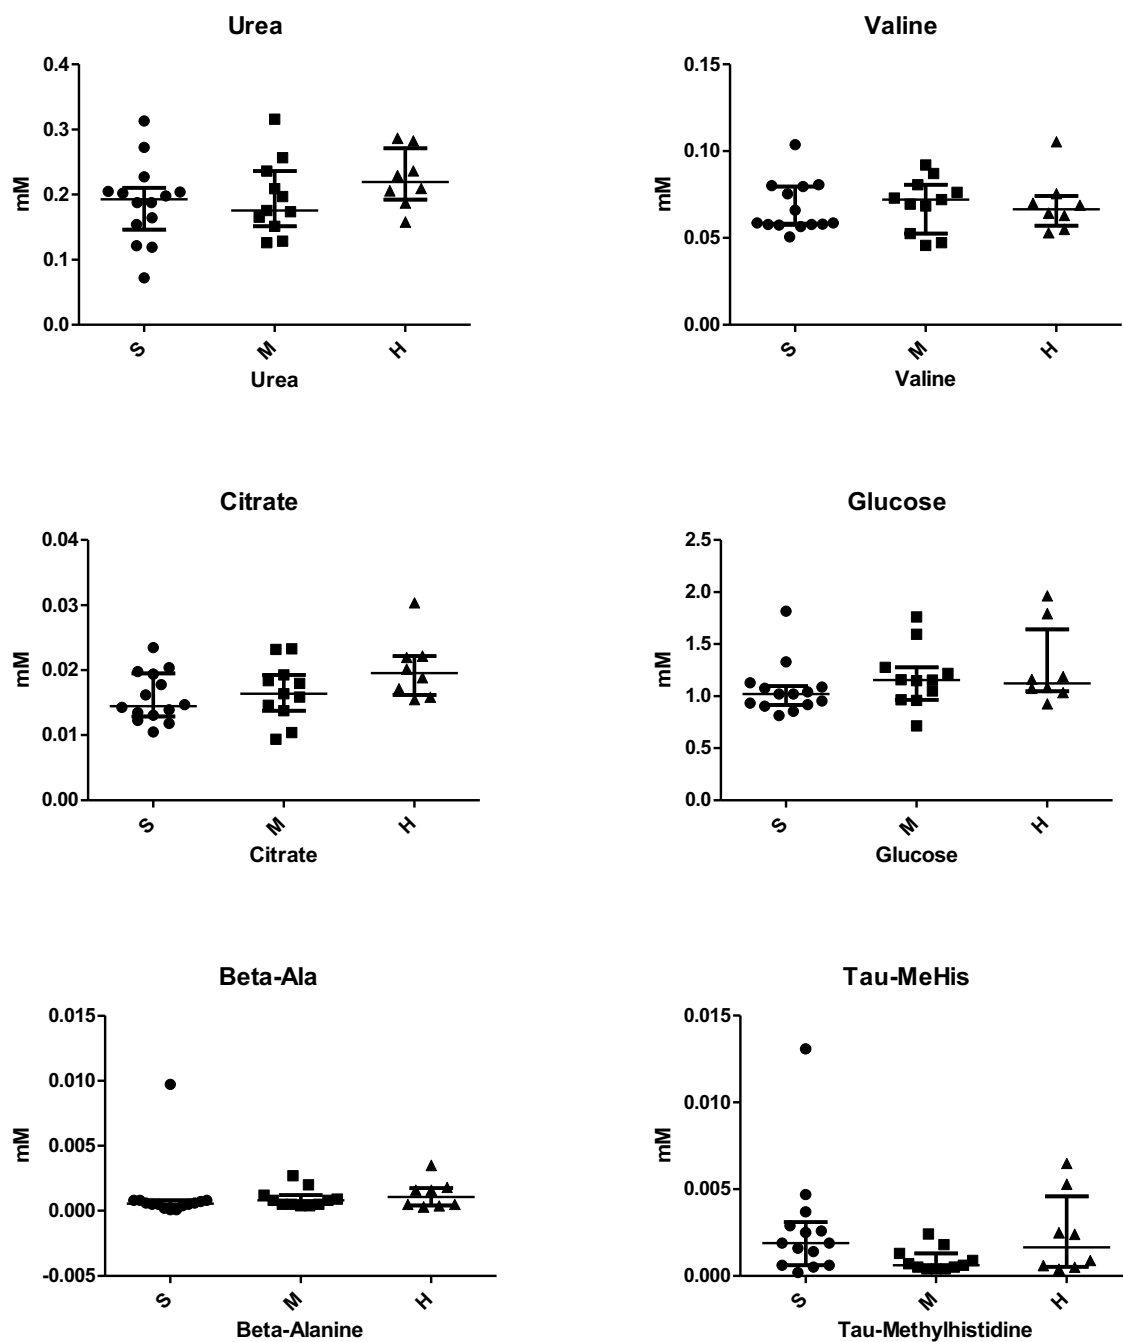 Urea
0.4
0.3
0.2
0.1
0.0
mM
S
M
H
Urea
Valine
0.15
0.10
0.05
0.00
mM
S
M
H
Valine
Citrate
0.04
0.03
0.02
0.01
0.00
mM
S
M
H
Citrate
Glucose
2.5
2.0
1.5
1.0
0.5
0.0
mM
S
M
H
Glucose
Beta-Ala
0.015
0.010
0.005
0.000
-0.005
mM
S
M
H
Beta-Alanine
Tau-MeHis
0.015
0.010
0.005
0.000
mM
S
M
H
Tau-Methylhistidine